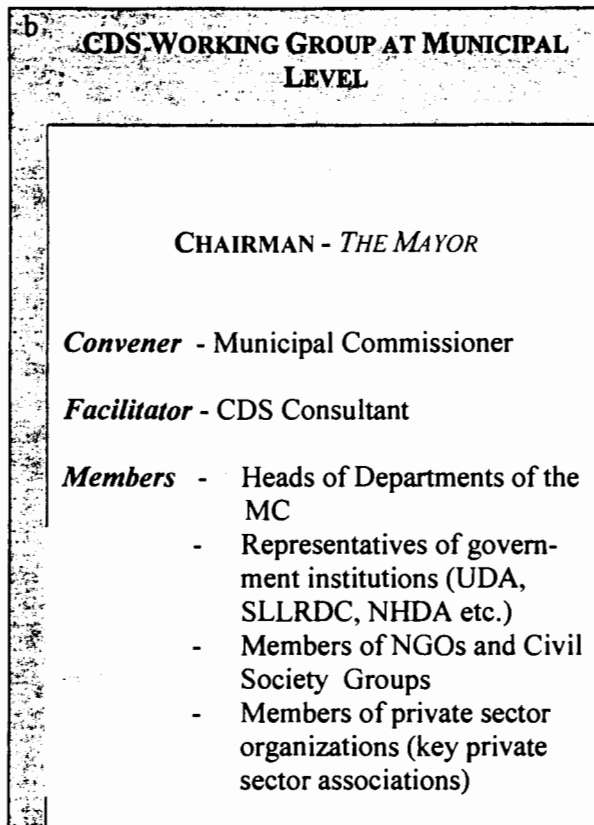 b
CDS-WORKING GROUP AT MUNICIPAL
LEVEL
CHAIRMAN - THE MAYOR
Convener - Municipal Commissioner
Facilitator - CDS Consultant
Members - Heads of Departments of the
MC
- Representatives of govern-
ment institutions (UDA,
SLLRDC, NHDA etc.)
- Members of NGOs and Civil
Society Groups
- Members of private sector
organizations (key private
sector associations)